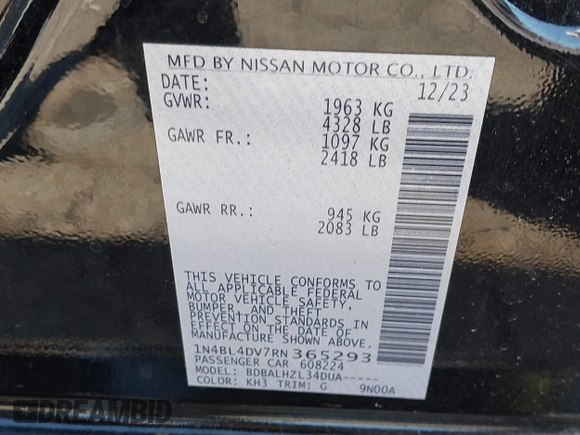 MFD BY NISSAN MOTOR CO., LTD.
DATE: 12/23
GVWR: 1963 KG
4328 LB
GAWR FR.: 1097 KG
2418 LB
GAWR RR.: 945 KG
2083 LB
THIS VEHICLE CONFORMS TO
ALL APPLICABLE FEDERAL
MOTOR VEHICLE SAFETY,
BUMPER, AND THEFT
PREVENTION STANDARDS IN
EFFECT ON THE DATE OF
MANUFACTURE SHOWN ABOVE.
1N4BL4DV7RN365293
PASSENGER CAR 608224
MODEL: BDBALHZL34DUA-----
COLOR: KH3 TRIM: G 9N00A
DREAMBID